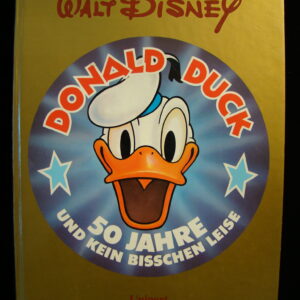 WALT DISNEY
DONALD DUCK
50 JAHRE
UND KEIN BISSCHEN LEISE